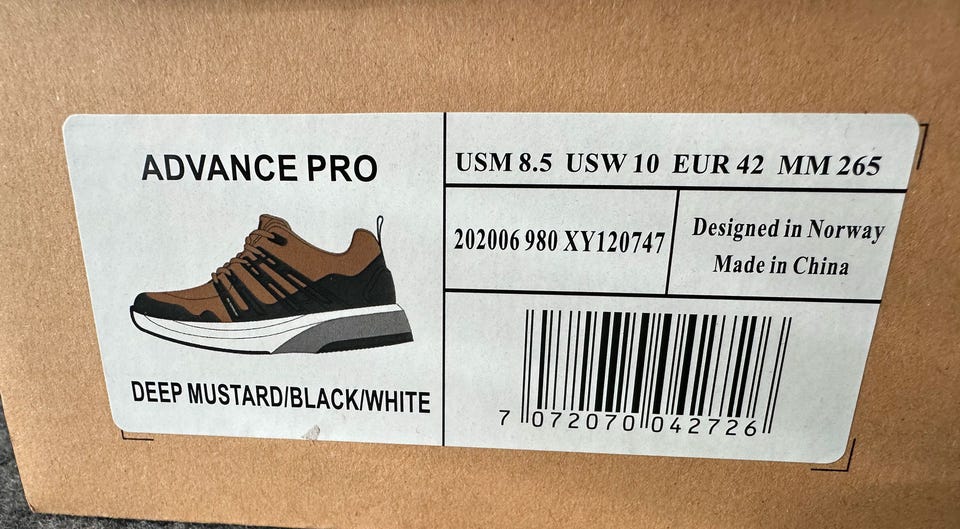 ADVANCE PRO
DEEP MUSTARD/BLACK/WHITE
USM 8.5 USW 10 EUR 42 MM 265
202006 980 XY120747
Designed in Norway
Made in China
7 072070 042726